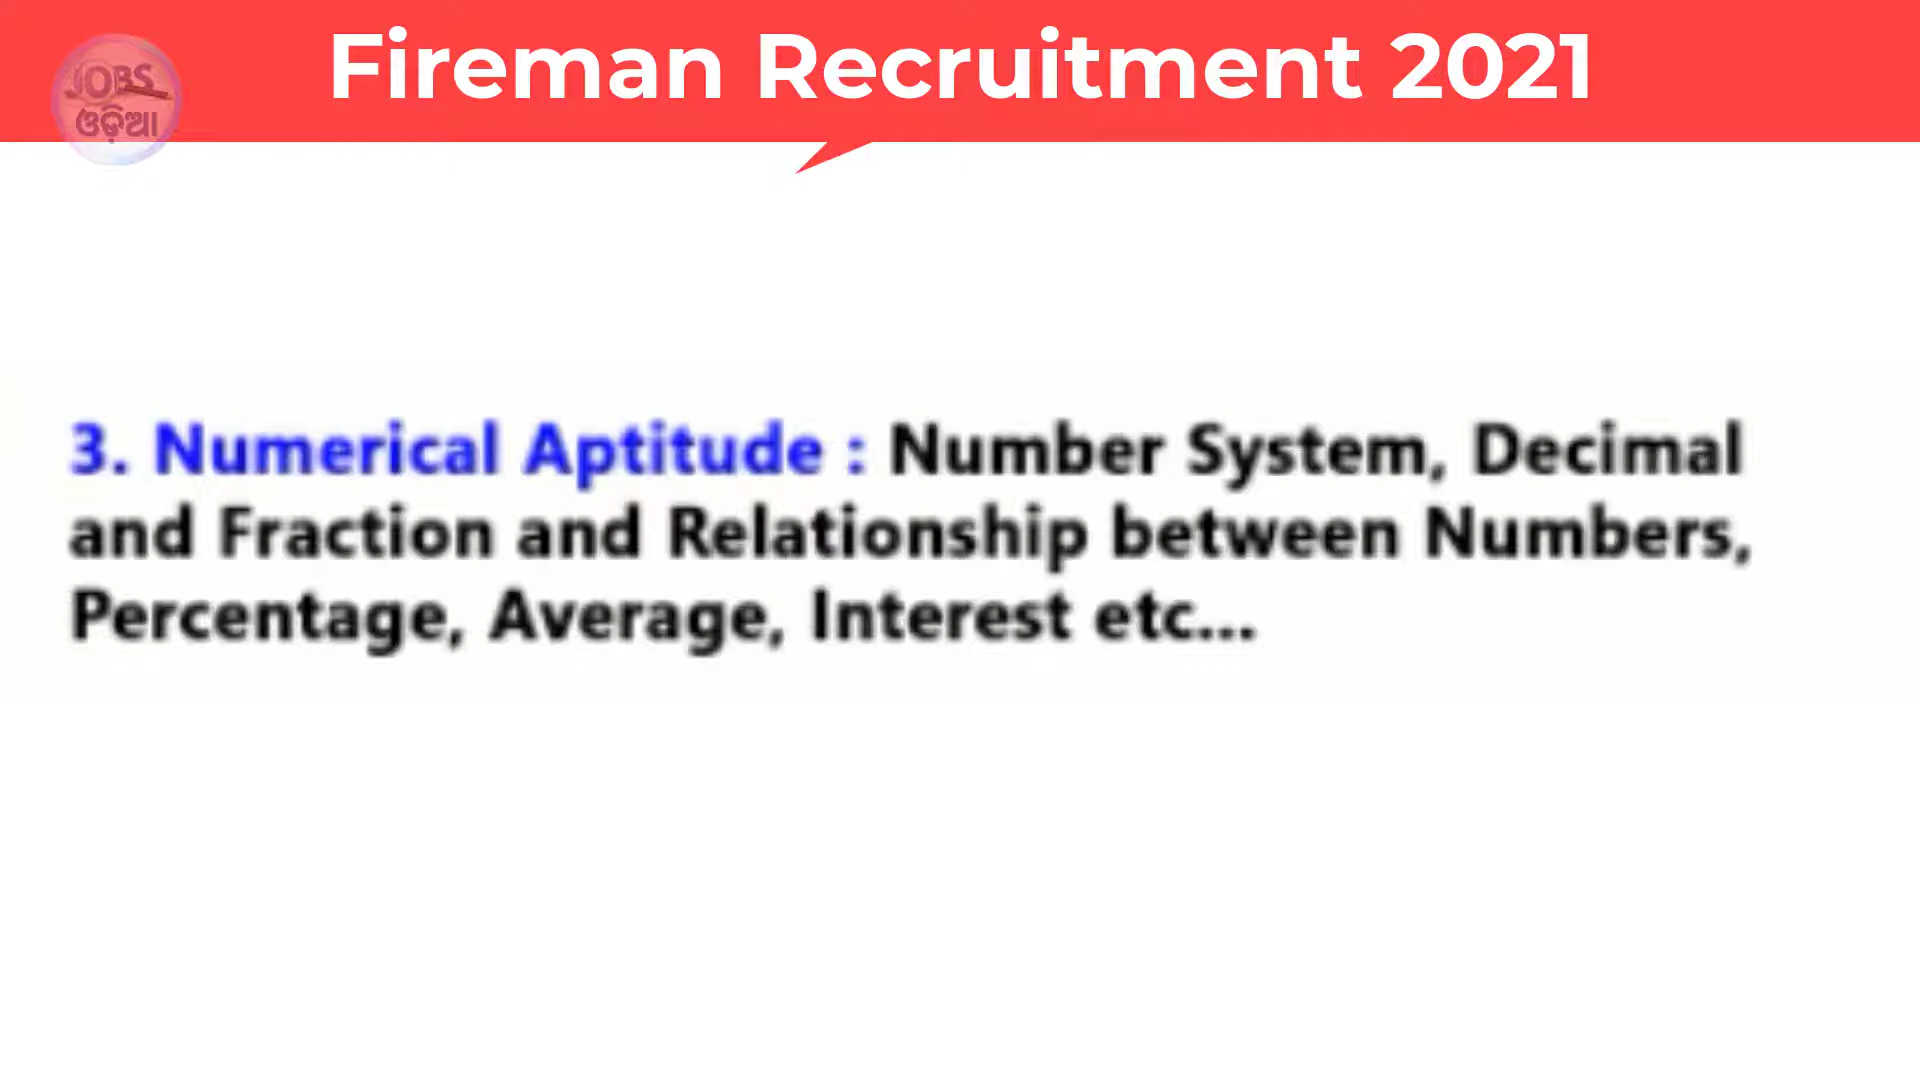 Fireman Recruitment 2021
JOBS
ଓଡ଼ିଆ
3. Numerical Aptitude : Number System, Decimal
and Fraction and Relationship between Numbers,
Percentage, Average, Interest etc...